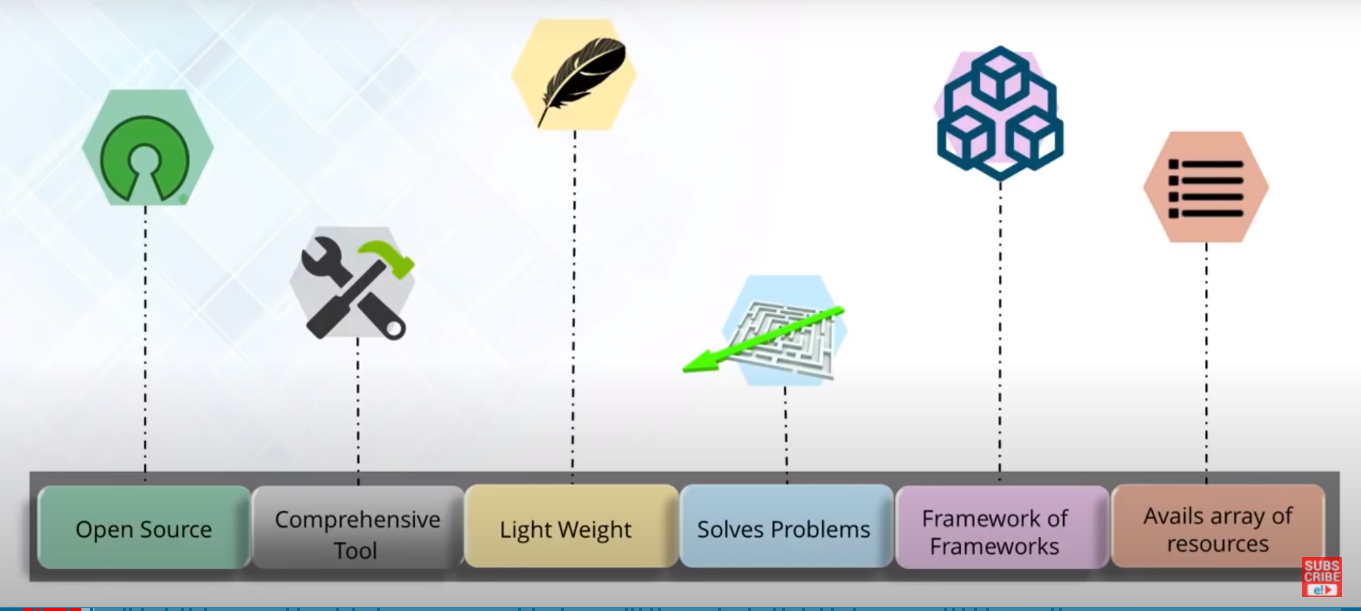 Open Source
Comprehensive
Tool
Light Weight
Solves Problems
Framework of
Frameworks
Avails array of
resources
SUBS
CRIBE
e!